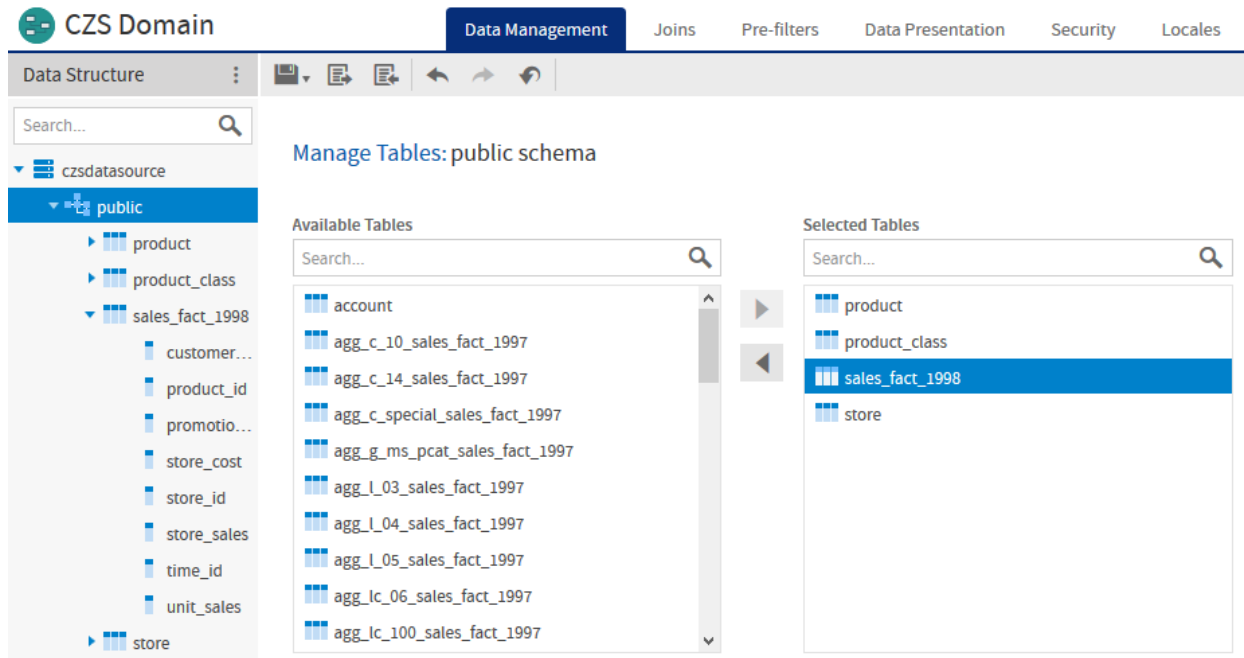 CZS Domain
Data Management
Joins
Pre-filters
Data Presentation
Security
Locales
Data Structure
Search...
czsdatasource
public
product
product_class
sales_fact_1998
customer...
product_id
promotio...
store_cost
store_id
store_sales
time_id
unit_sales
store
Manage Tables: public schema
Available Tables
Search...
account
agg_c_10_sales_fact_1997
agg_c_14_sales_fact_1997
agg_c_special_sales_fact_1997
agg_g_ms_pcat_sales_fact_1997
agg_l_03_sales_fact_1997
agg_l_04_sales_fact_1997
agg_l_05_sales_fact_1997
agg_lc_06_sales_fact_1997
agg_lc_100_sales_fact_1997
Selected Tables
Search...
product
product_class
sales_fact_1998
store